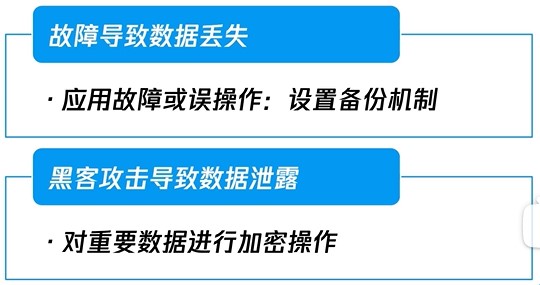 故障导致数据丢失
·应用故障或误操作：设置备份机制
黑客攻击导致数据泄露
·对重要数据进行加密操作